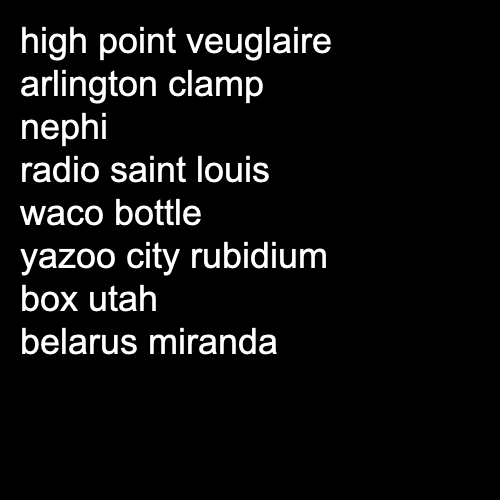 high point veuglaire
arlington clamp
nephi
radio saint louis
waco bottle
yazoo city rubidium
box utah
belarus miranda